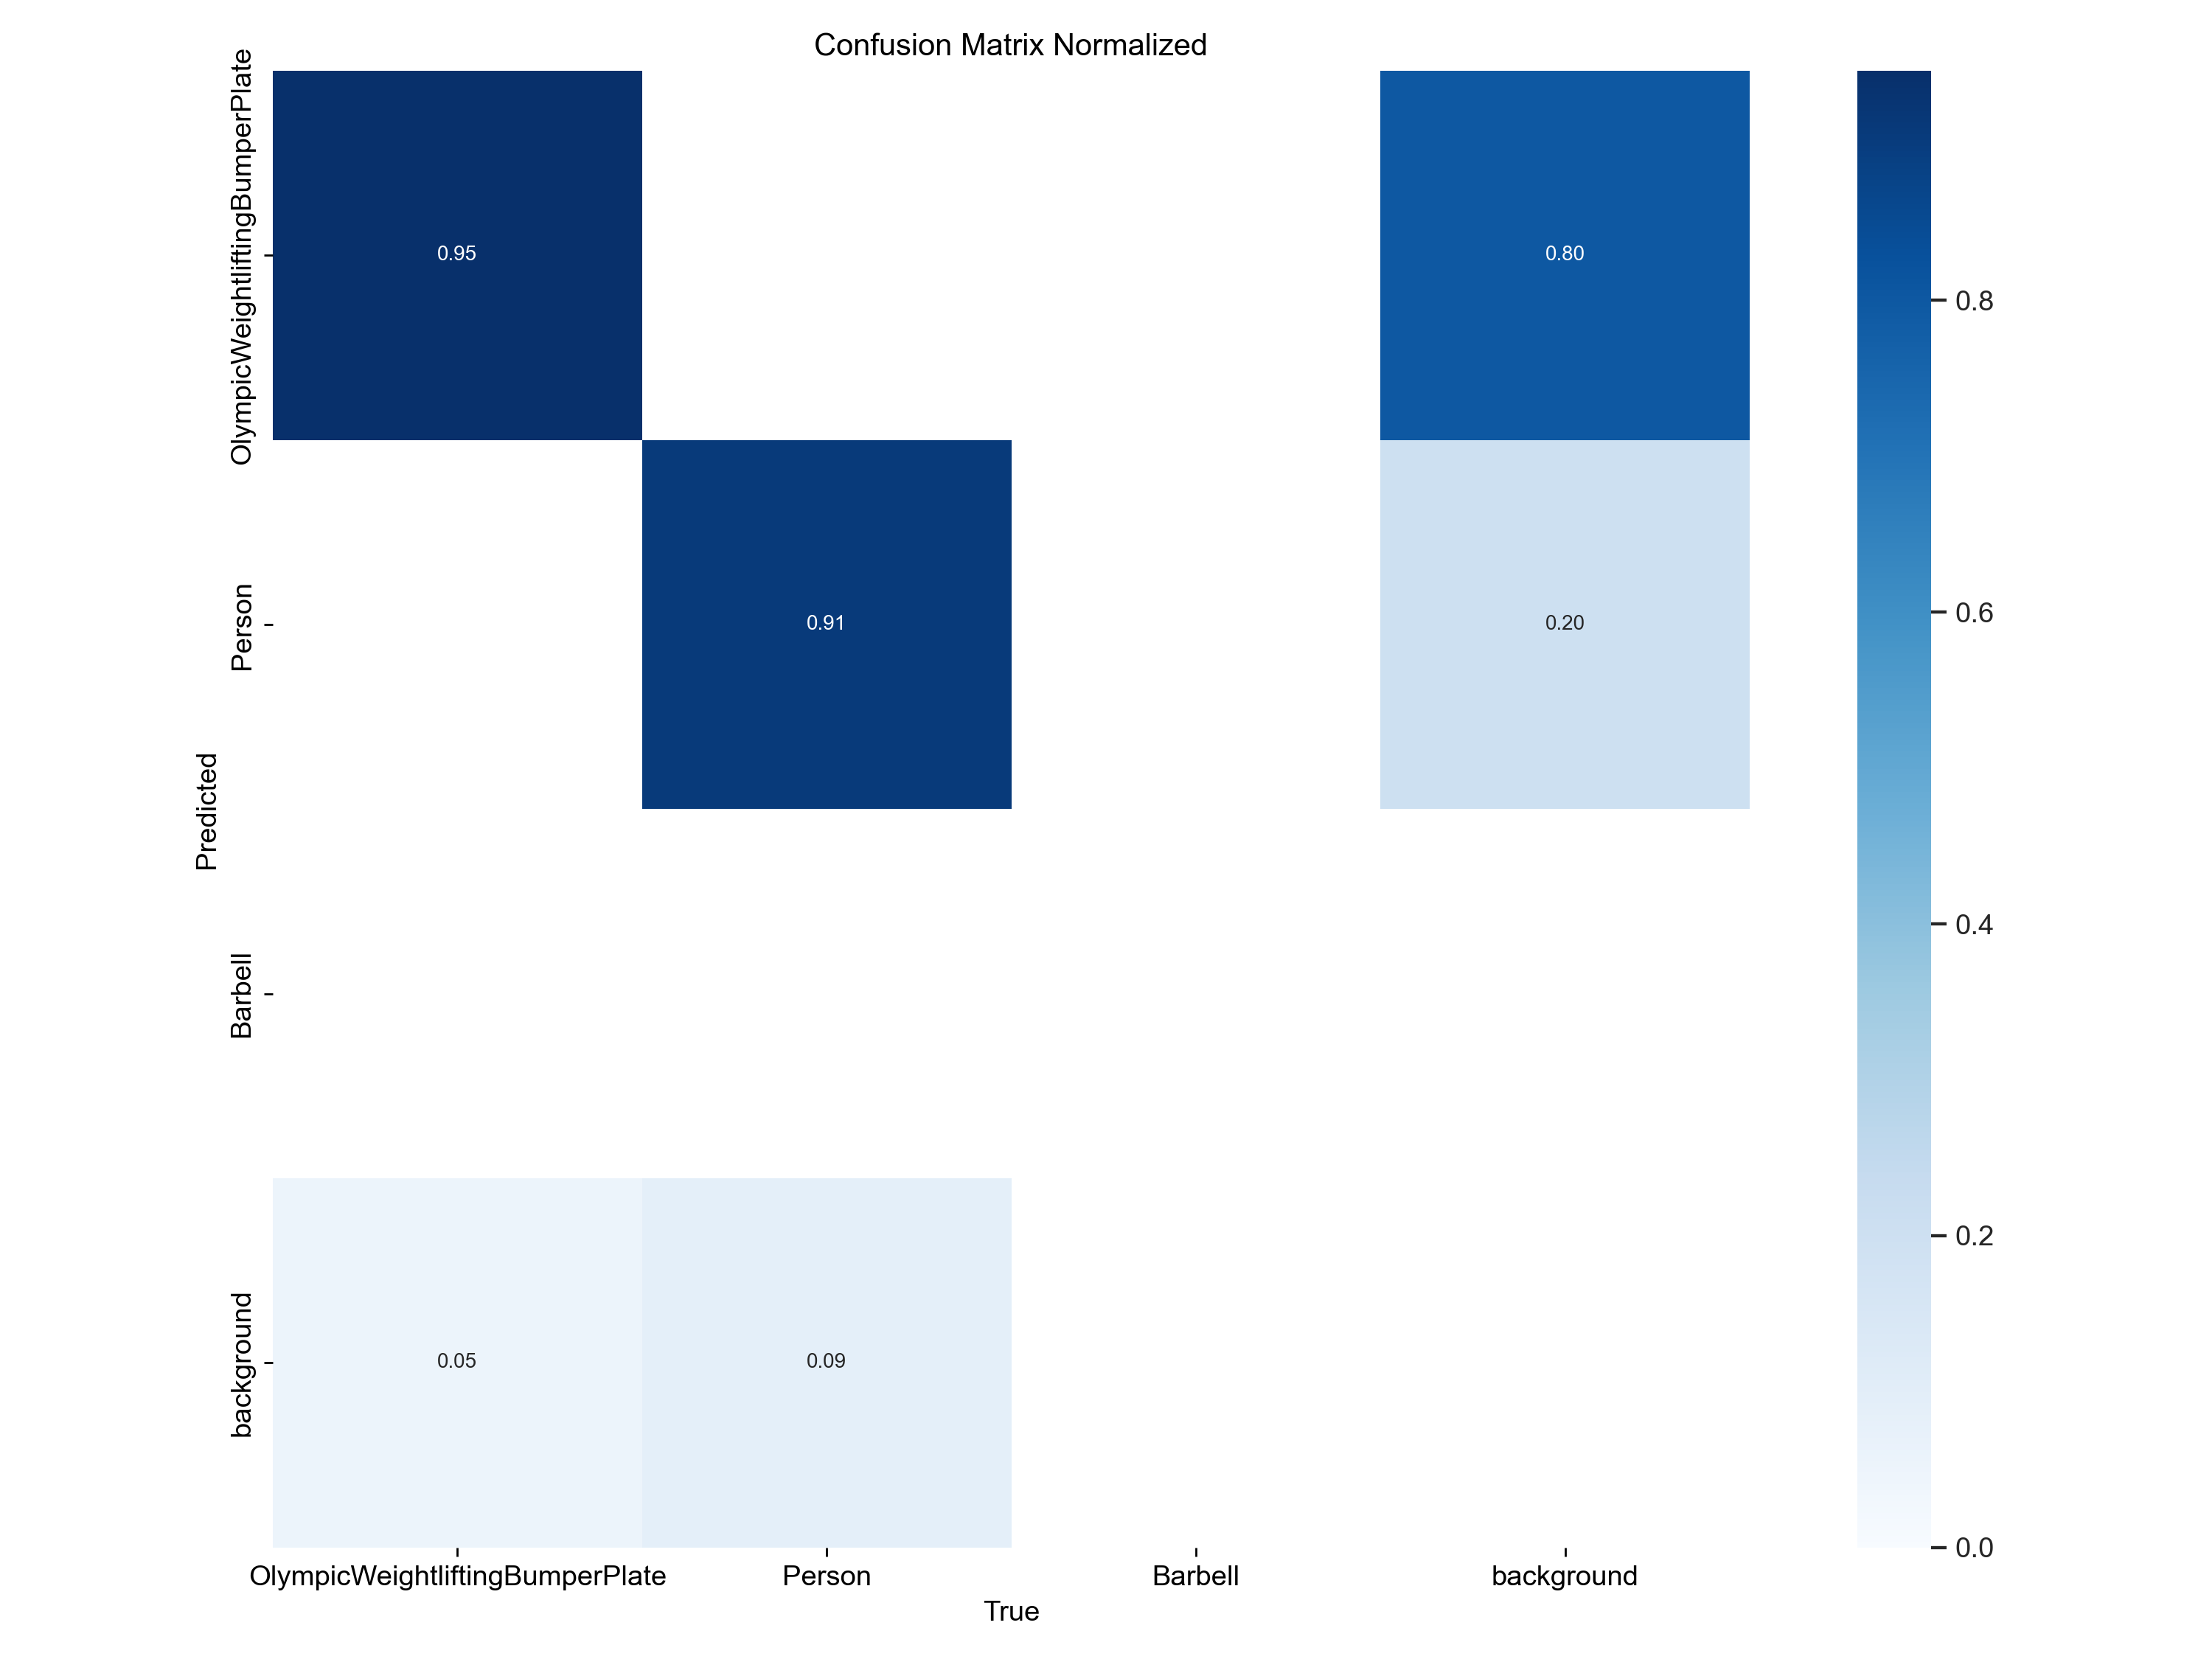 Confusion Matrix Normalized
OlympicWeightliftingBumperPlate
0.95
0.80
0.8
Person
0.91
0.20
0.6
Predicted
0.4
Barbell
0.2
background
0.05
0.09
0.0
OlympicWeightliftingBumperPlate
Person
Barbell
background
True